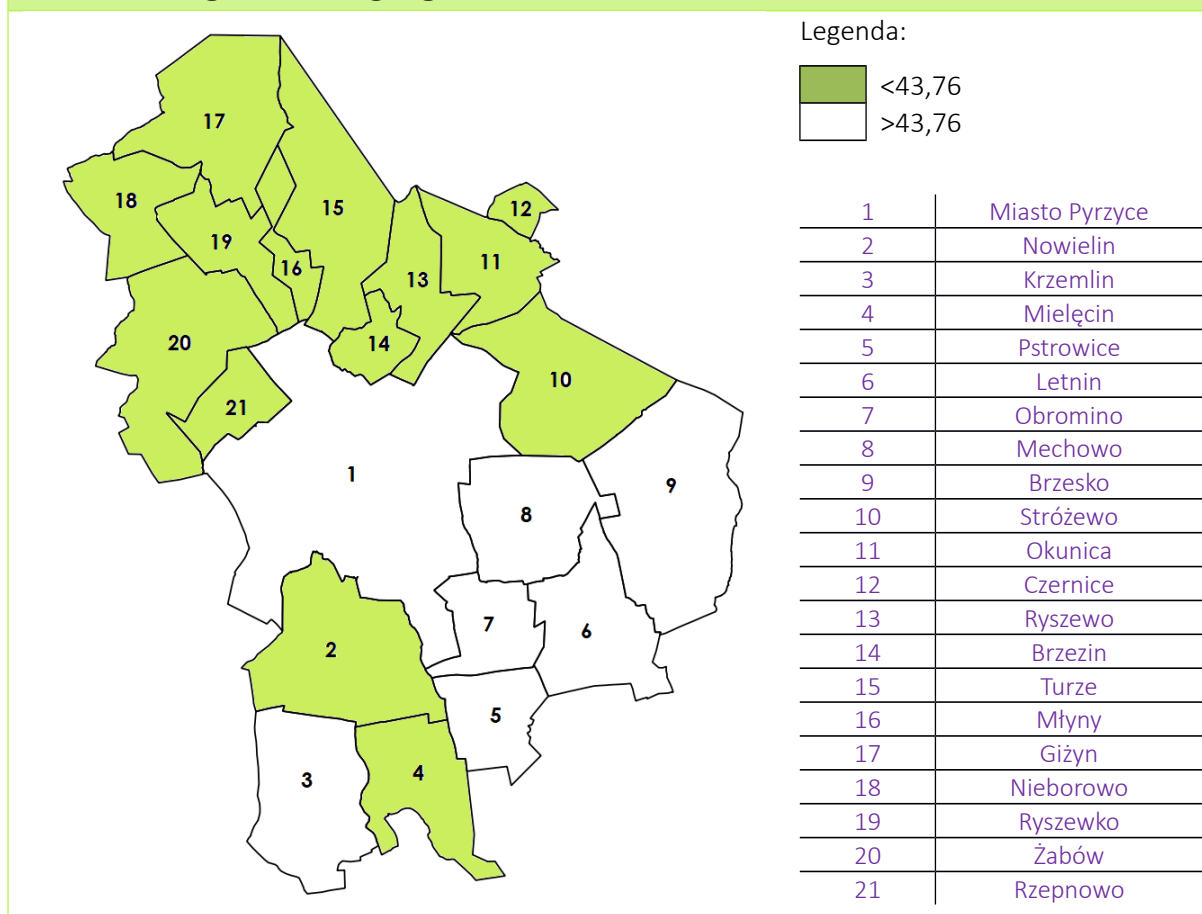 Legenda:
<43,76
>43,76
17
18
15
12
19
11
16
13
14
20
10
21
1
9
8
7
6
2
5
4
3
1 Miasto Pyrzyce
2 Nowielin
3 Krzemlin
4 Mielęcin
5 Pstrowice
6 Letnin
7 Obromino
8 Mechowo
9 Brzesko
10 Stróżewo
11 Okunica
12 Czernice
13 Ryszewo
14 Brzezin
15 Turze
16 Młyny
17 Giżyn
18 Nieborowo
19 Ryszewko
20 Żabów
21 Rzepnowo